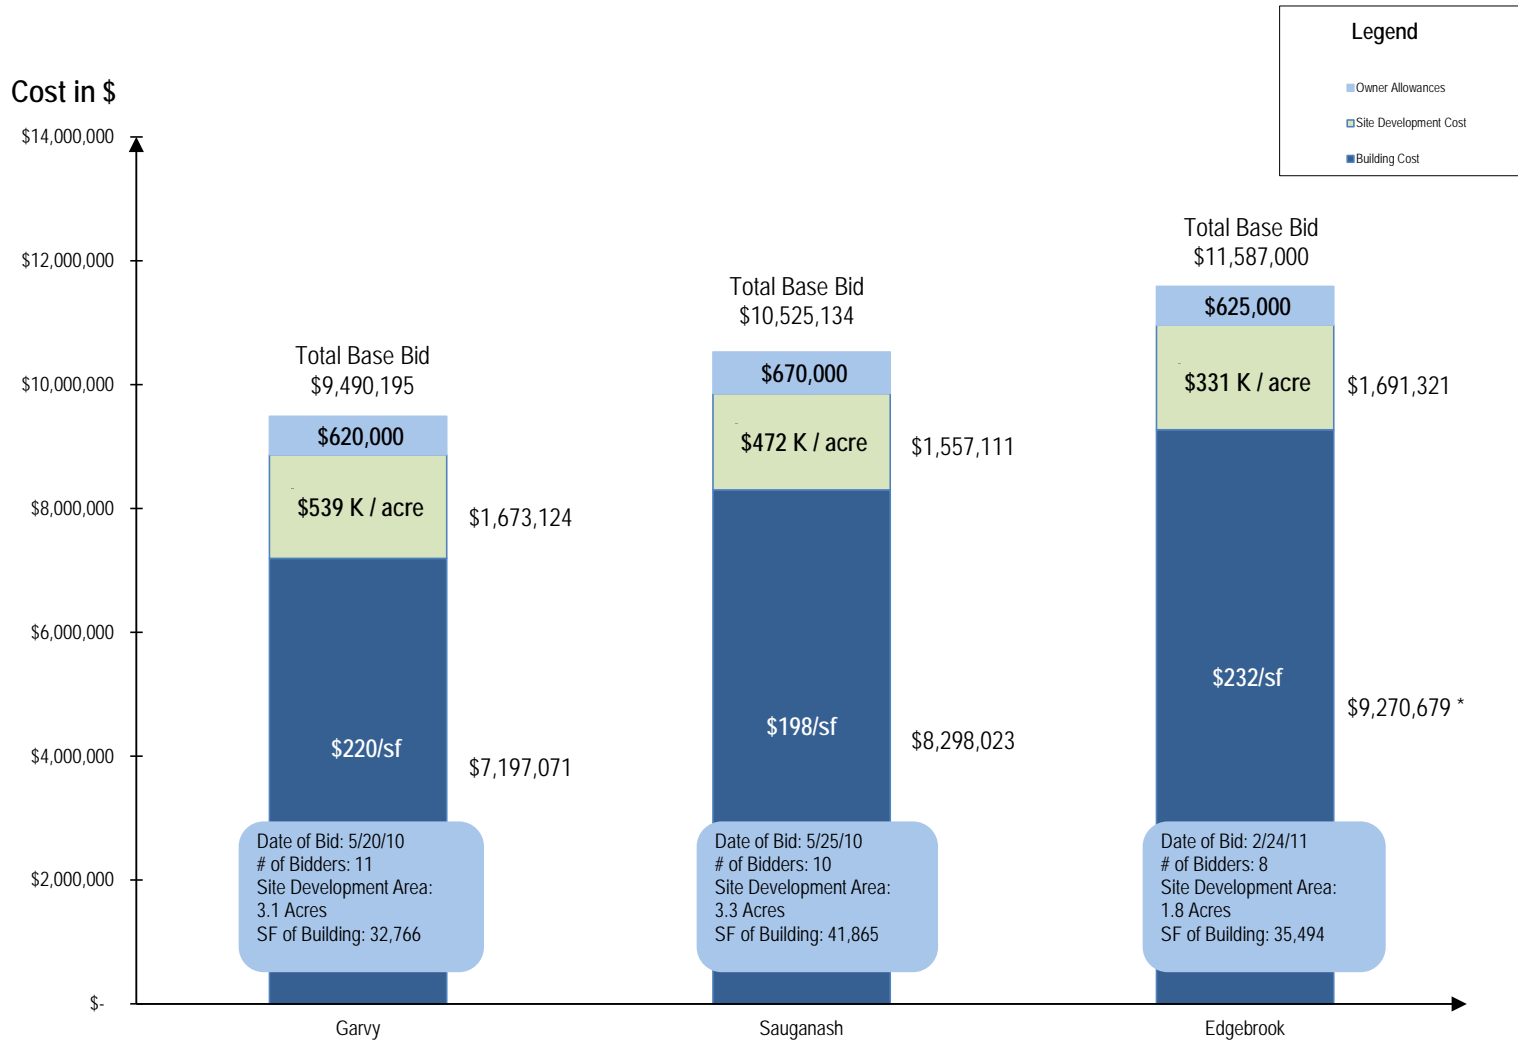 Legend
Owner Allowances
Site Development Cost
Building Cost
Cost in $
$14,000,000
$12,000,000
$10,000,000
$8,000,000
$6,000,000
$4,000,000
$2,000,000
$-
Total Base Bid
$9,490,195
$620,000
$539 K / acre
$1,673,124
$220/sf
$7,197,071
Date of Bid: 5/20/10
# of Bidders: 11
Site Development Area:
3.1 Acres
SF of Building: 32,766
Garvy
Total Base Bid
$10,525,134
$670,000
$472 K / acre
$1,557,111
$198/sf
$8,298,023
Date of Bid: 5/25/10
# of Bidders: 10
Site Development Area:
3.3 Acres
SF of Building: 41,865
Sauganash
Total Base Bid
$11,587,000
$625,000
$331 K / acre
$1,691,321
$232/sf
$9,270,679 *
Date of Bid: 2/24/11
# of Bidders: 8
Site Development Area:
1.8 Acres
SF of Building: 35,494
Edgebrook